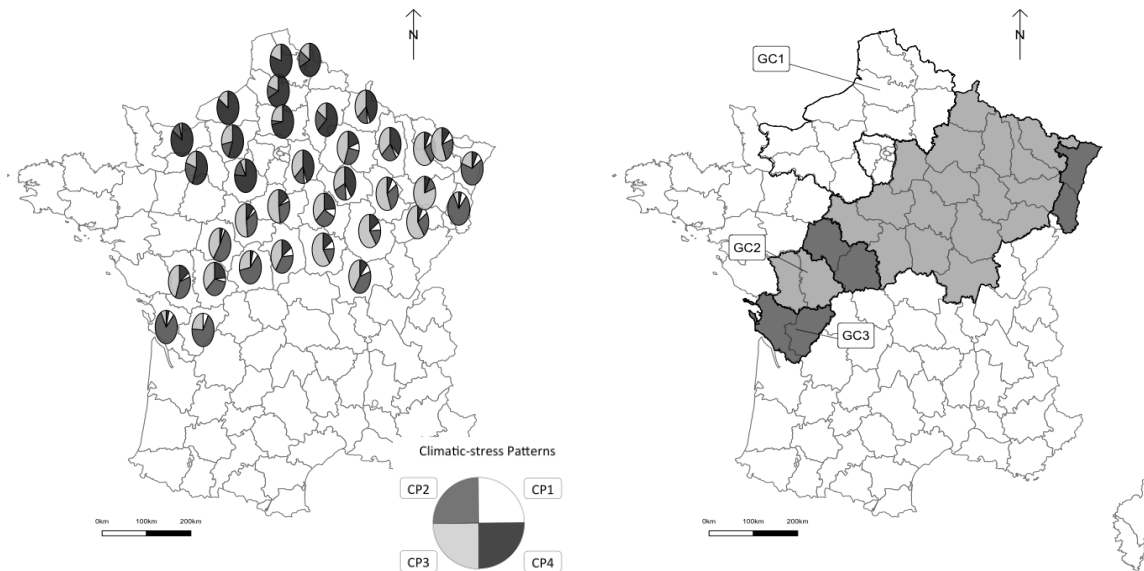 N
Climatic-stress Patterns
CP2
CP1
CP3
CP4
0km 100km 200km
N
GC1
GC2
GC3
0km 100km 200km